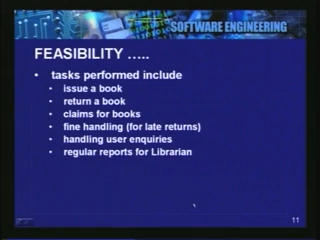 SOFTWARE ENGINEERING
FEASIBILITY .....
• tasks performed include
• issue a book
• return a book
• claims for books
• fine handling (for late returns)
• handling user enquiries
• regular reports for Librarian
11